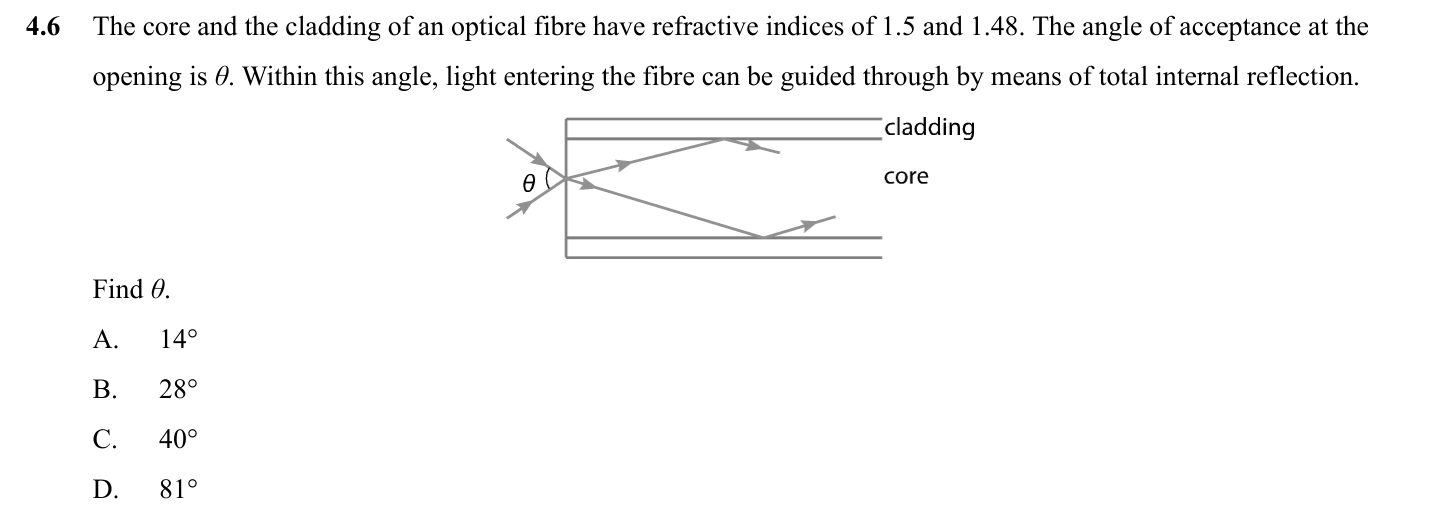 4.6 The core and the cladding of an optical fibre have refractive indices of 1.5 and 1.48. The angle of acceptance at the
opening is θ. Within this angle, light entering the fibre can be guided through by means of total internal reflection.
cladding
θ
core
Find θ.
A. 14°
B. 28°
C. 40°
D. 81°